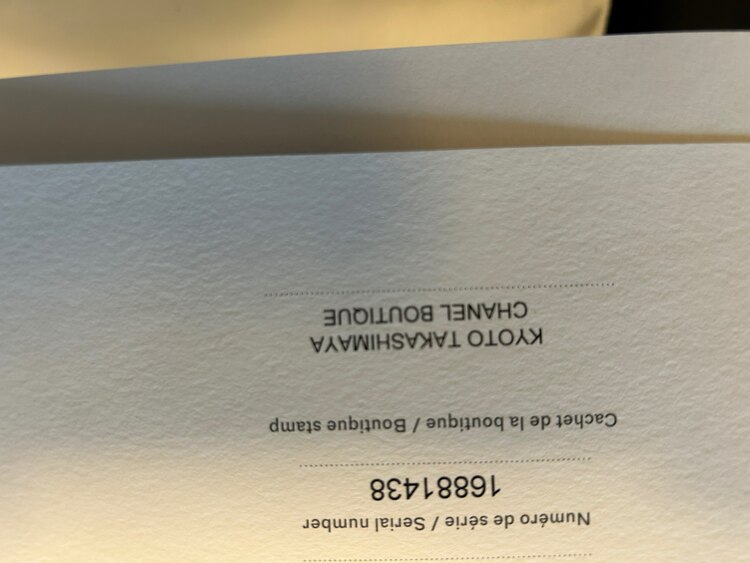 Numéro de série / Serial number
16881438
Cachet de la boutique / Boutique stamp
KYOTO TAKASHIMAYA
CHANEL BOUTIQUE